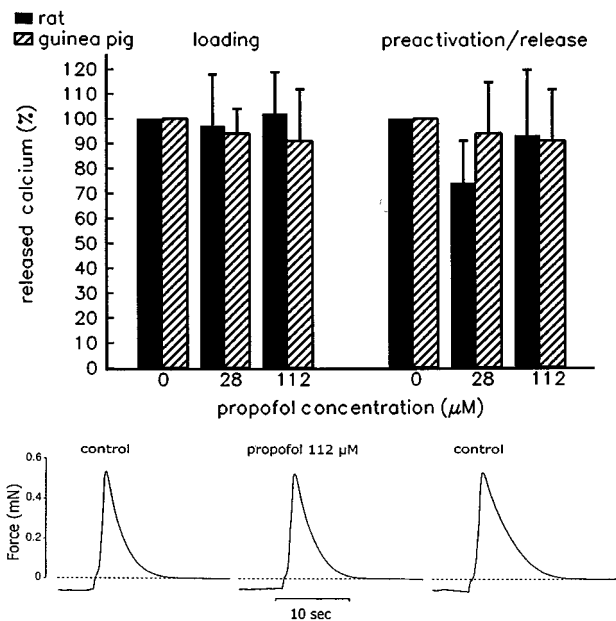 rat
guinea pig
loading
preactivation/release
released calcium (%)
120
110
100
90
80
70
60
50
40
30
20
10
0
0 28 112 0 28 112
propofol concentration (µM)
control
propofol 112 µM
control
Force (mN)
0.6
0.4
0.2
0
10 sec